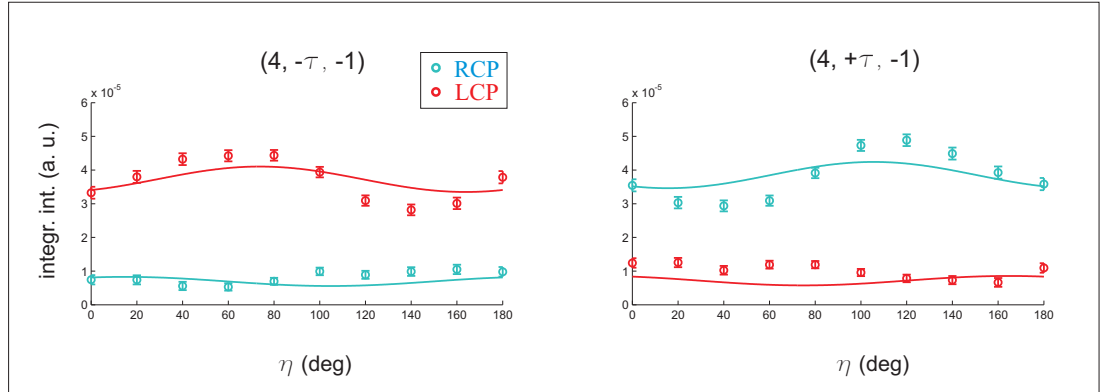 (4, -τ, -1)
RCP
LCP
x 10-5
6
5
4
3
2
1
0
0 20 40 60 80 100 120 140 160 180
integr. int. (a. u.)
η (deg)
(4, +τ, -1)
x 10-5
6
5
4
3
2
1
0
0 20 40 60 80 100 120 140 160 180
η (deg)